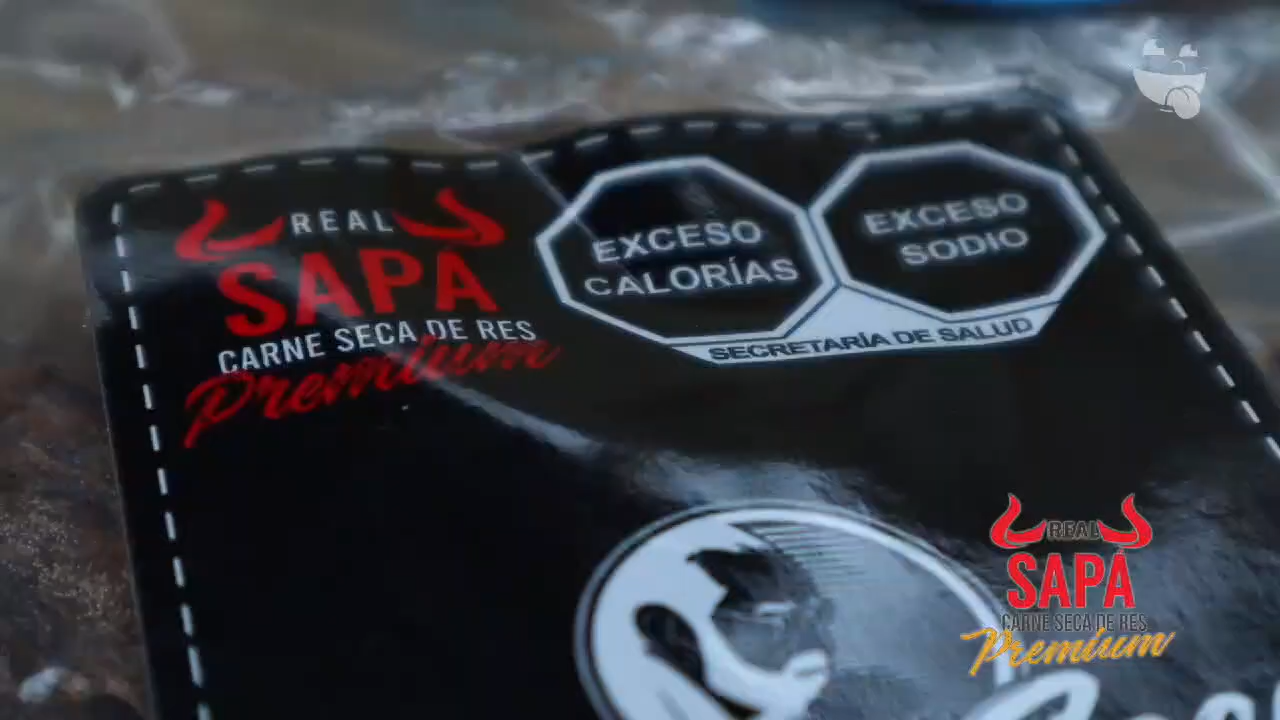 REAL
SAPÁ
CARNE SECA DE RES
Premium
EXCESO
CALORÍAS
EXCESO
SODIO
SECRETARÍA DE SALUD
REAL
SAPÁ
CARNE SECA DE RES
Premium